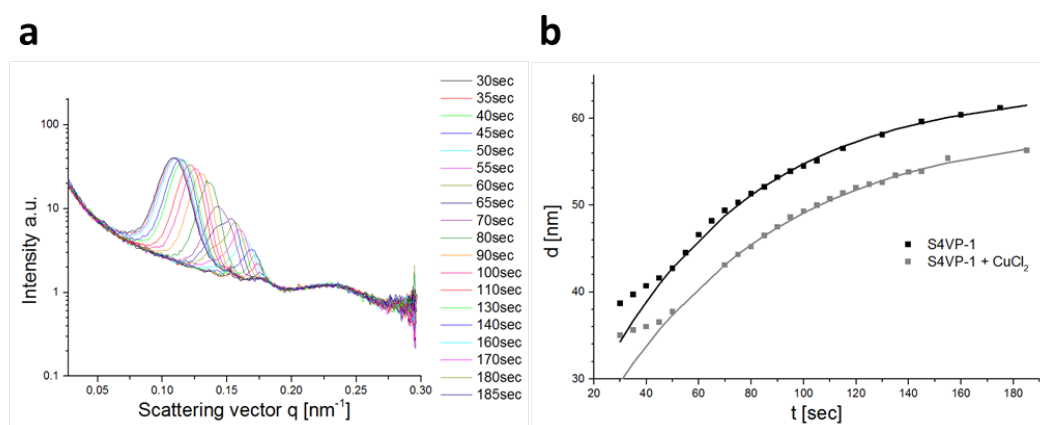 a
Intensity a.u.
100
10
1
0.1
0.05
0.10
0.15
0.20
0.25
0.30
Scattering vector q [nm⁻¹]
30sec
35sec
40sec
45sec
50sec
55sec
60sec
65sec
70sec
80sec
90sec
100sec
110sec
130sec
140sec
160sec
170sec
180sec
185sec
b
d [nm]
60
50
40
30
20
40
60
80
100
120
140
160
180
t [sec]
S4VP-1
S4VP-1 + CuCl₂